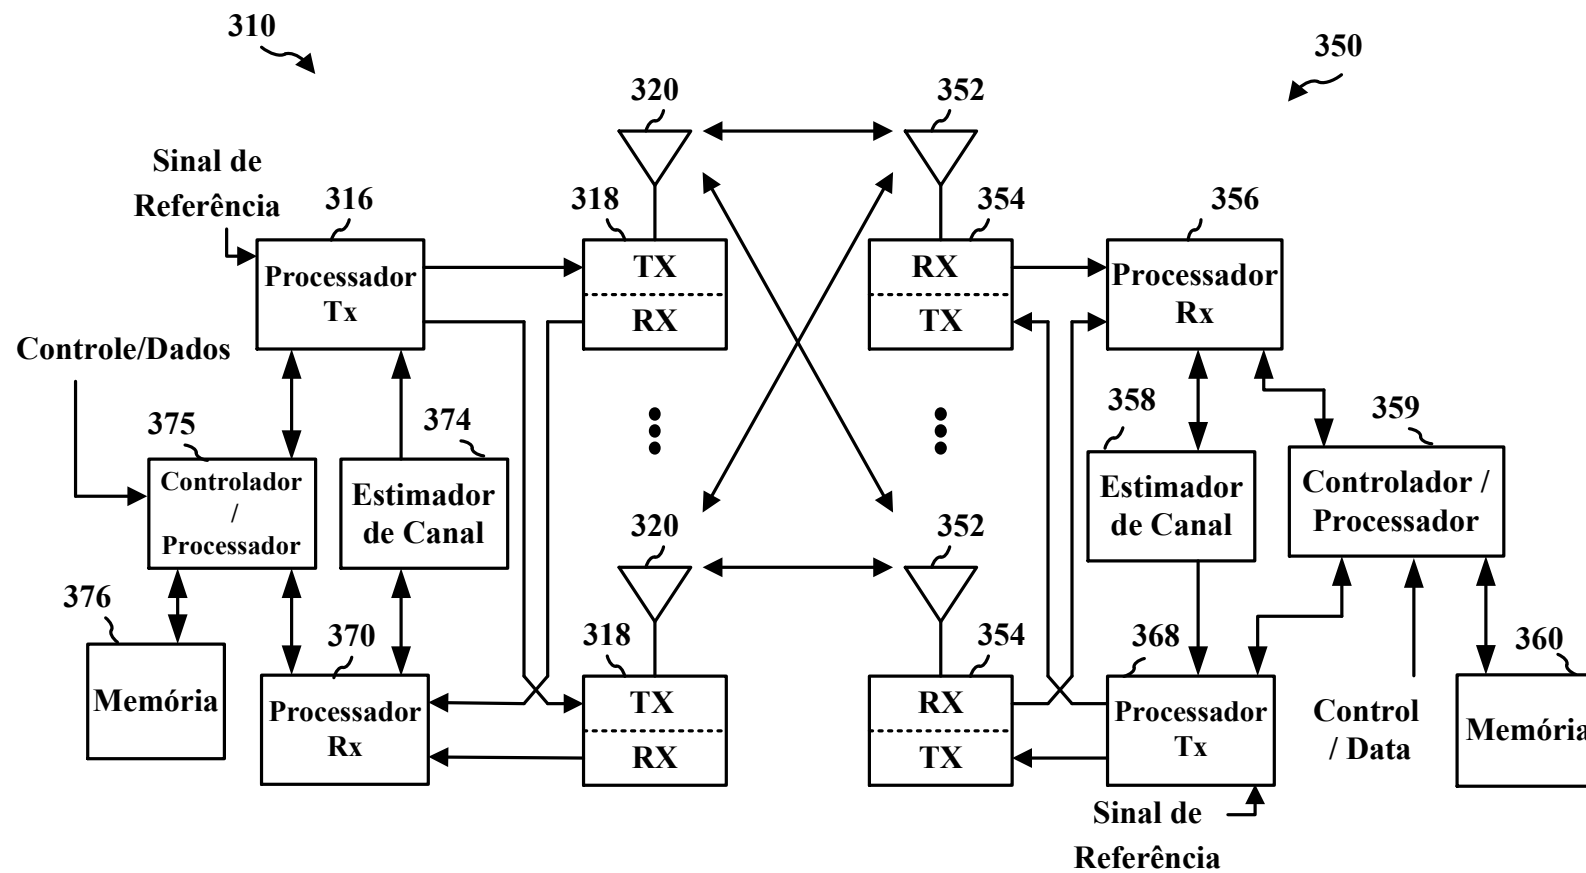 310
350
320
352
Sinal de
Referência
316
318
354
356
Processador
Tx
TX
RX
RX
TX
Processador
Rx
Controle/Dados
375
374
358
359
Controlador
/
Processador
Estimador
de Canal
Estimador
de Canal
Controlador /
Processador
320
352
376
370
318
354
368
360
Memória
Processador
Rx
TX
RX
RX
TX
Processador
Tx
Control
/ Data
Memória
Sinal de
Referência